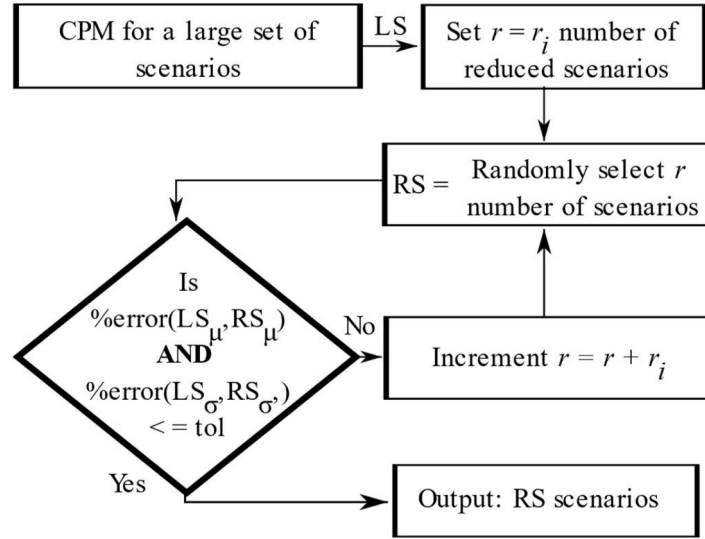 CPM for a large set of
scenarios
LS
Set r = r_i number of
reduced scenarios
RS =
Randomly select r
number of scenarios
Is
%error(LS_μ,RS_μ)
AND
%error(LS_σ,RS_σ,)
< = tol
No
Increment r = r + r_i
Yes
Output: RS scenarios